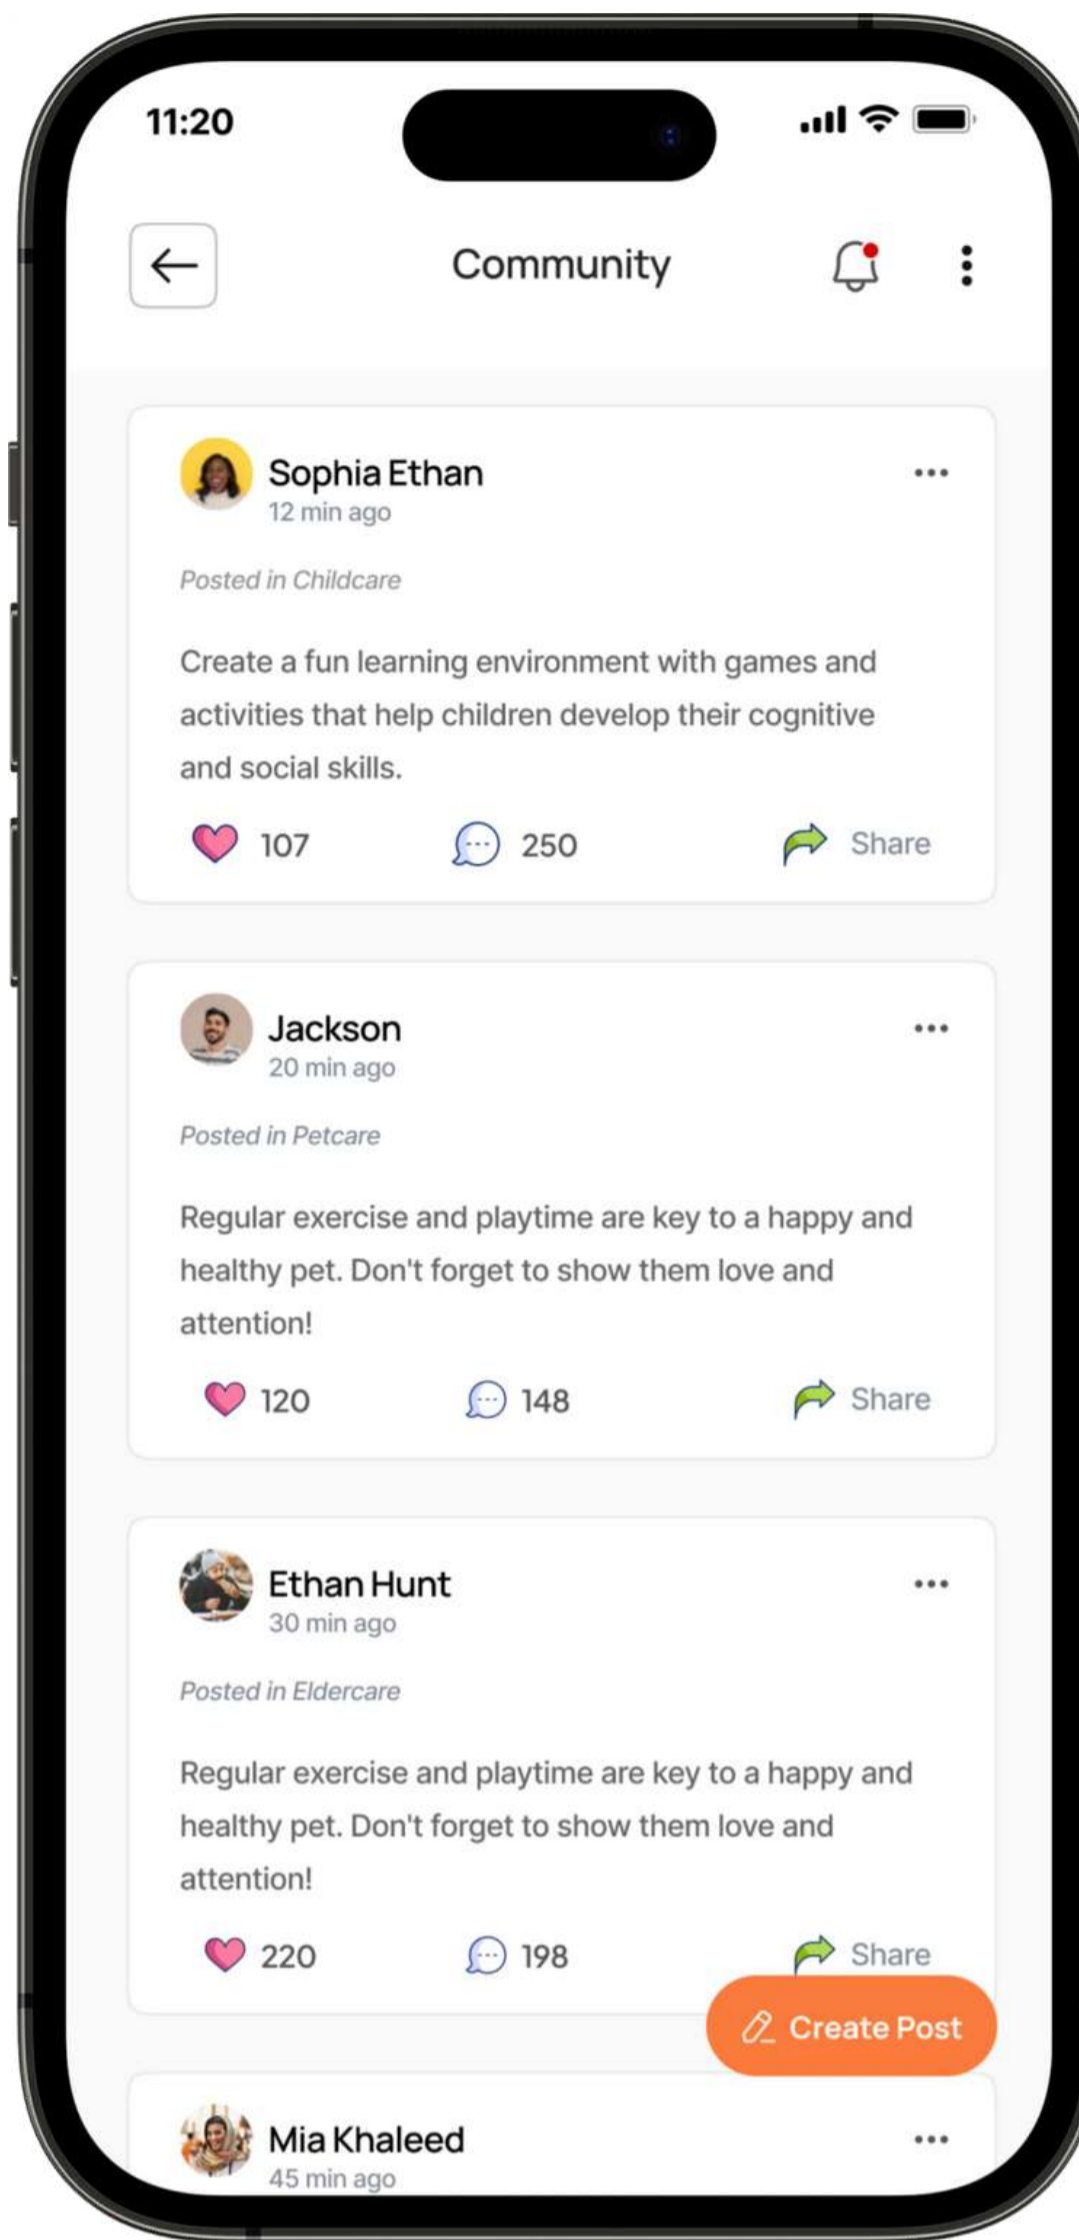 11:20
Community
Sophia Ethan
12 min ago
Posted in Childcare
Create a fun learning environment with games and
activities that help children develop their cognitive
and social skills.
107 250 Share
Jackson
20 min ago
Posted in Petcare
Regular exercise and playtime are key to a happy and
healthy pet. Don't forget to show them love and
attention!
120 148 Share
Ethan Hunt
30 min ago
Posted in Eldercare
Regular exercise and playtime are key to a happy and
healthy pet. Don't forget to show them love and
attention!
220 198 Share
Create Post
Mia Khaleed
45 min ago